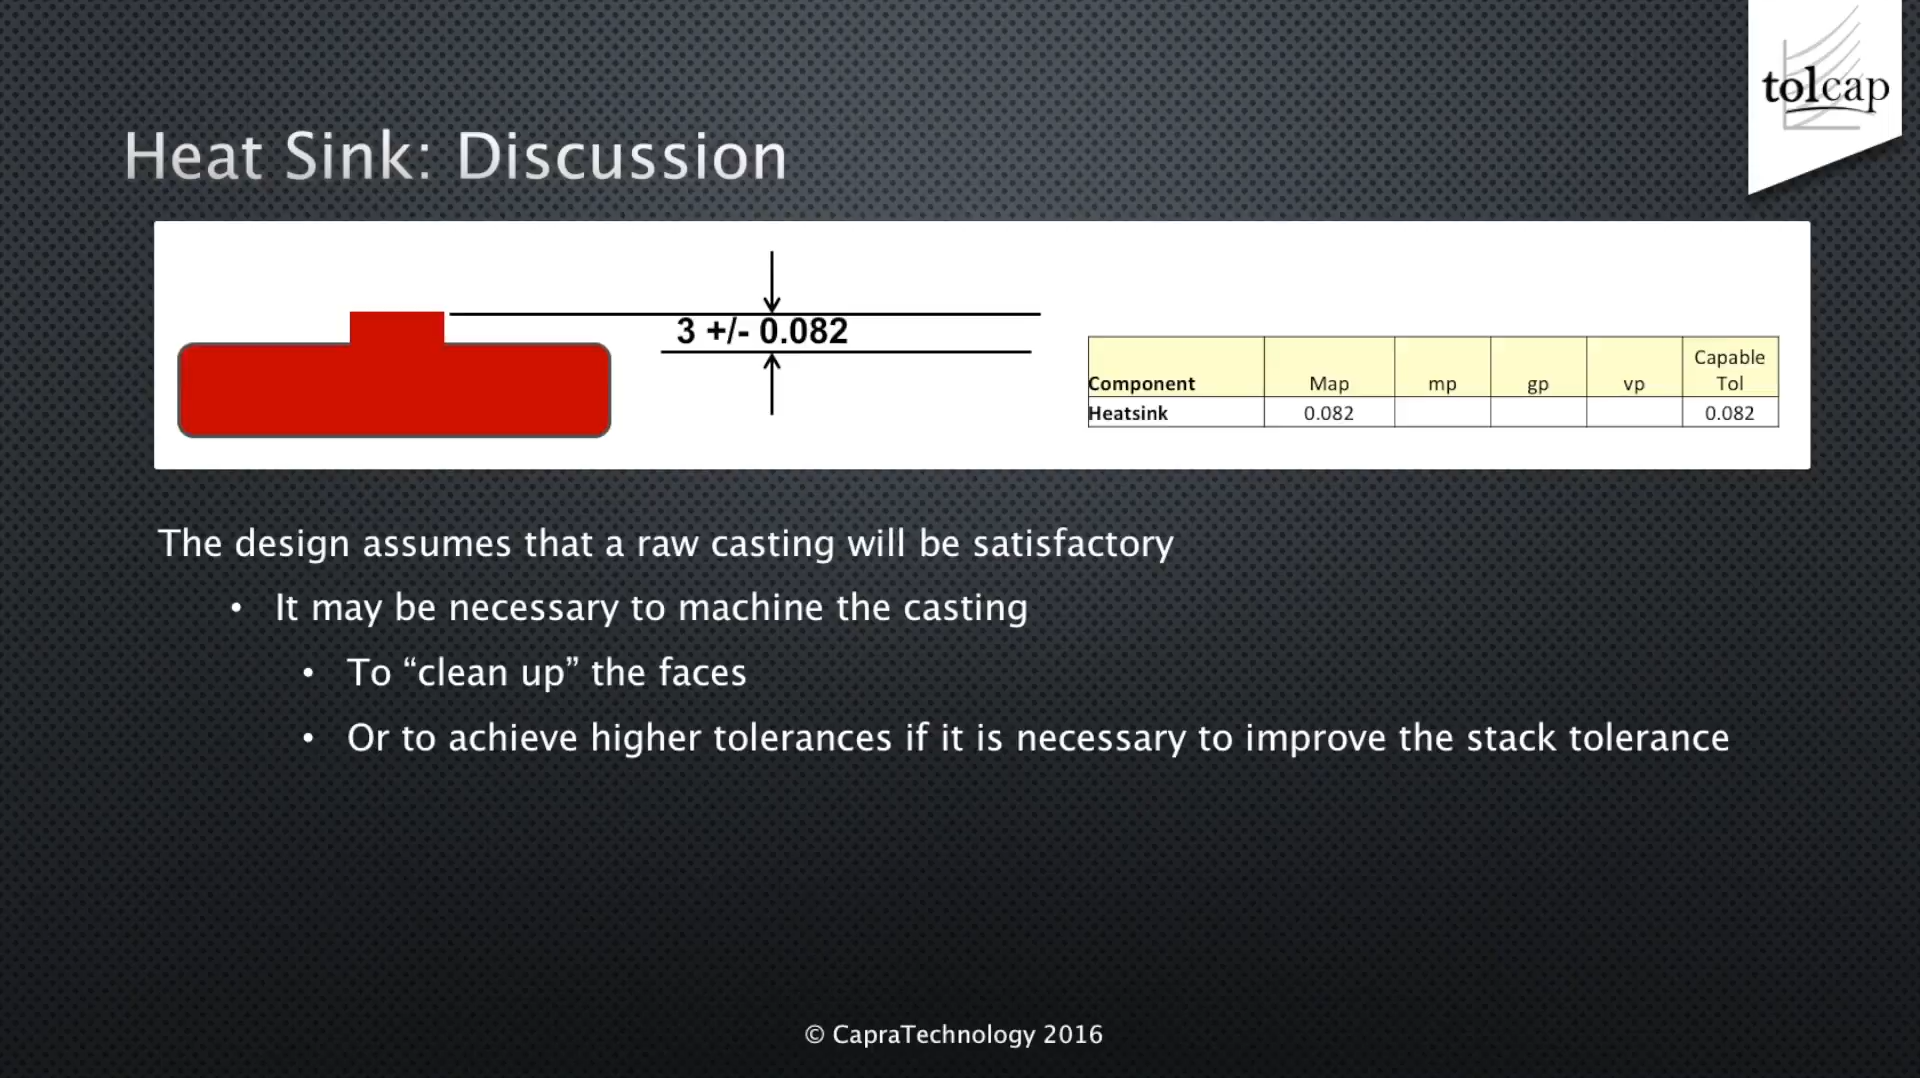 tolcap
Heat Sink: Discussion
3 +/- 0.082
Component Map mp gp vp Capable Tol
Heatsink 0.082 0.082
The design assumes that a raw casting will be satisfactory
• It may be necessary to machine the casting
• To “clean up” the faces
• Or to achieve higher tolerances if it is necessary to improve the stack tolerance
© CapraTechnology 2016